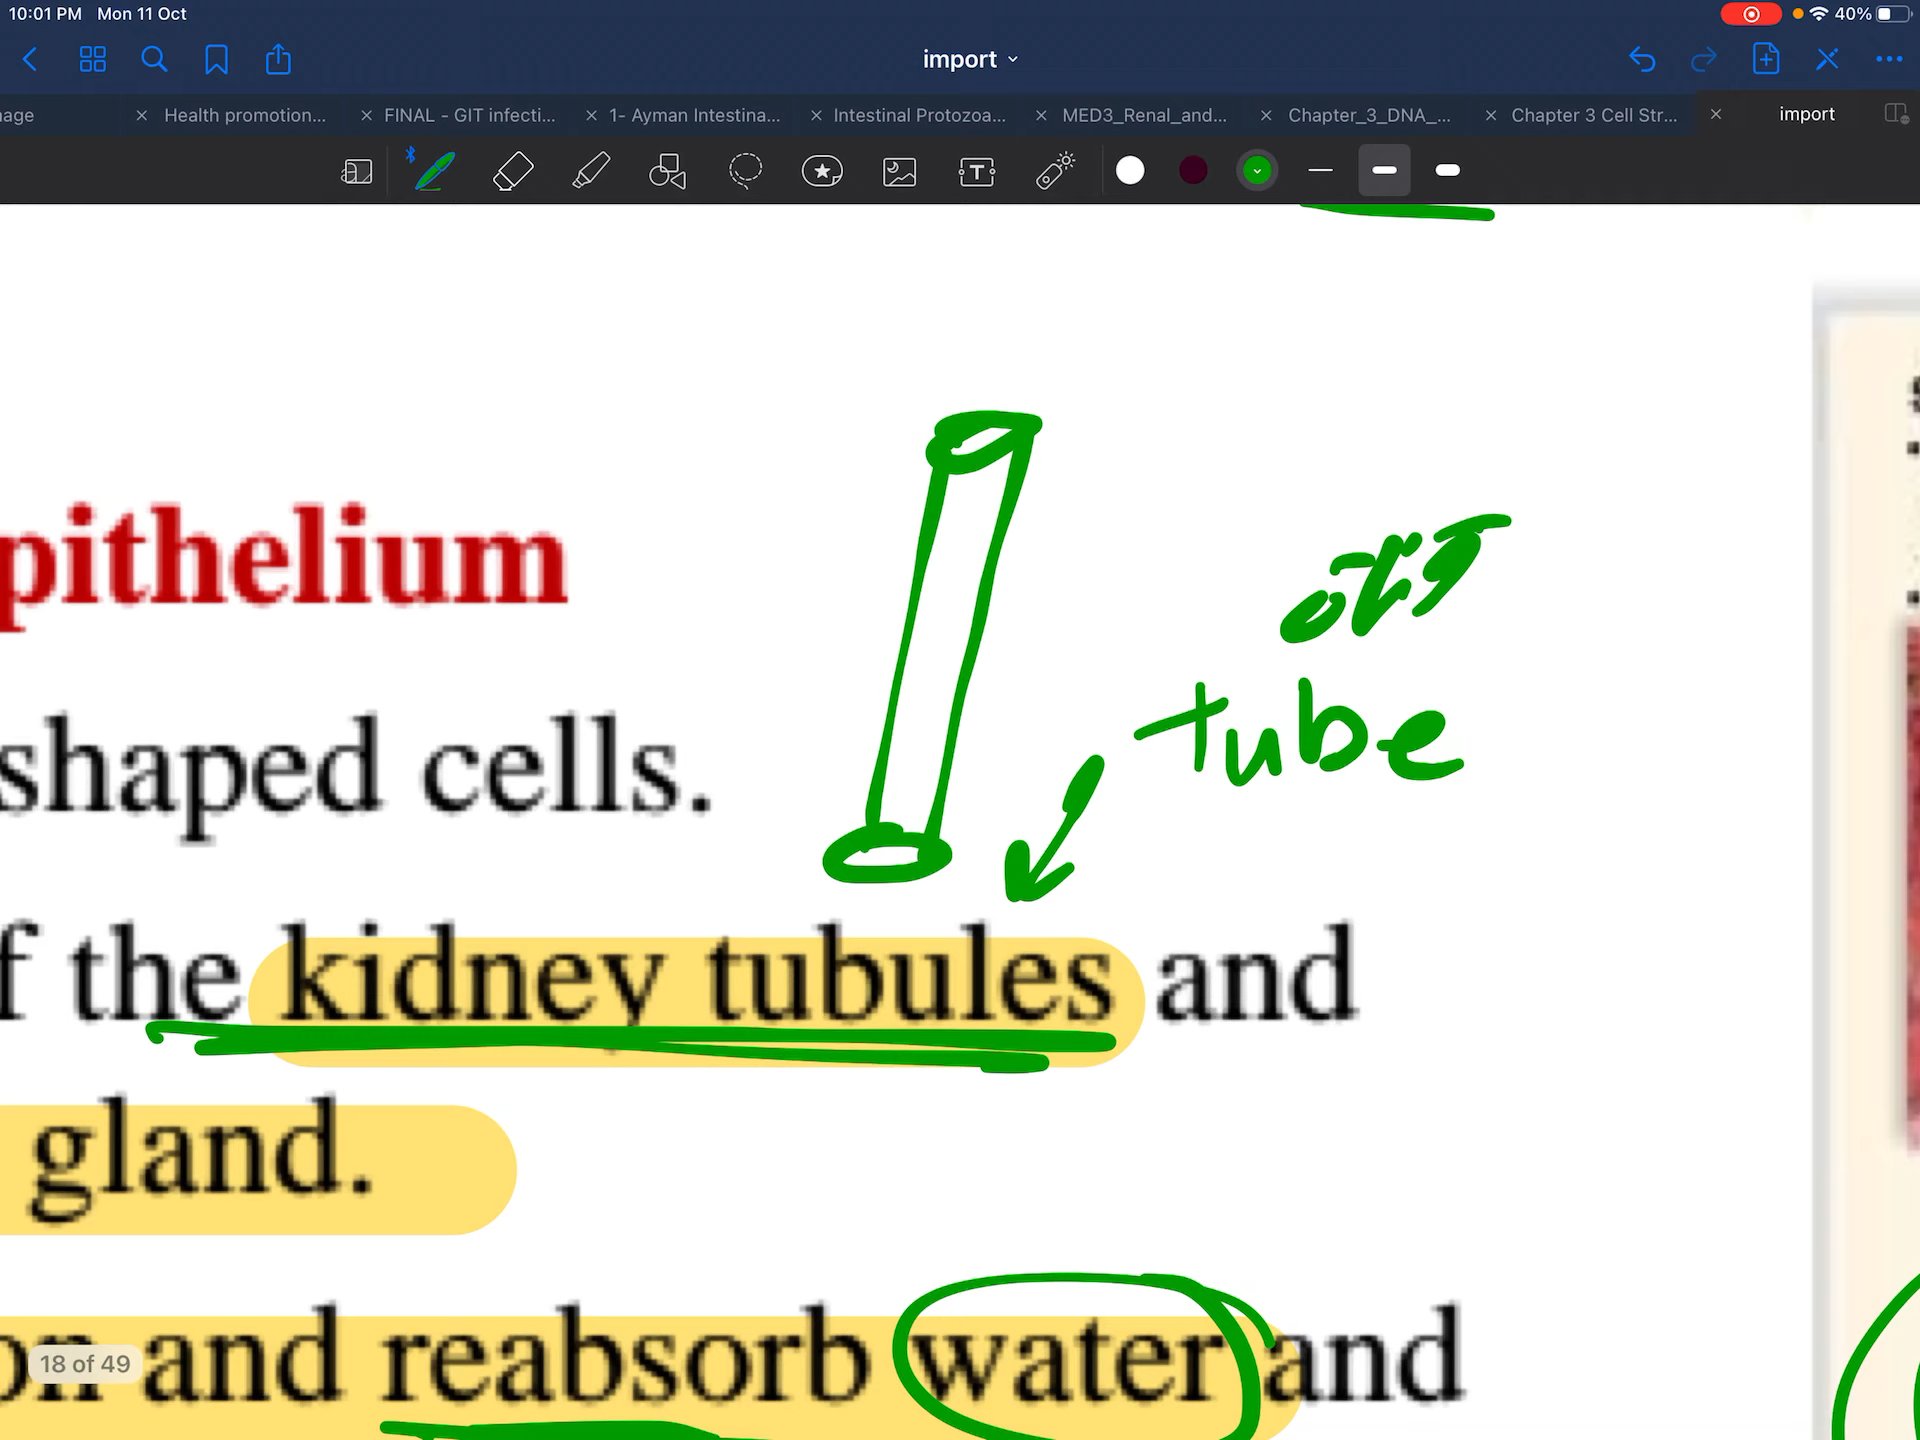 10:01 PM Mon 11 Oct
40%
import
nage
Health promotion...
FINAL - GIT infecti...
1- Ayman Intestina...
Intestinal Protozoa...
MED3_Renal_and...
Chapter_3_DNA_...
Chapter 3 Cell Str...
import
pithelium
tube
shaped cells.
f the kidney tubules and
gland.
on and reabsorb water and
18 of 49